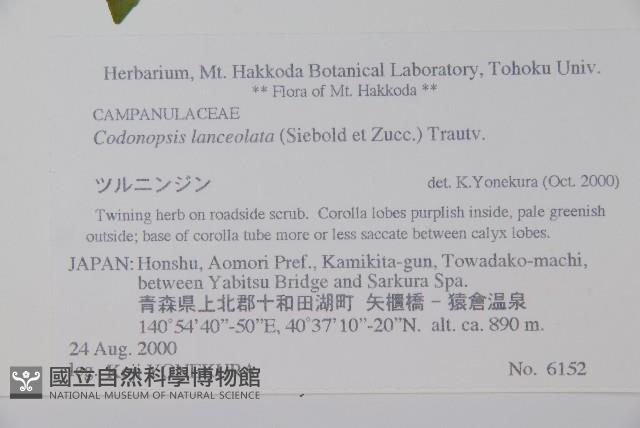 Herbarium, Mt. Hakkoda Botanical Laboratory, Tohoku Univ.
** Flora of Mt. Hakkoda **
CAMPANULACEAE
Codonopsis lanceolata (Siebold et Zucc.) Trautv.
ツルニンジン det. K.Yonekura (Oct. 2000)
Twining herb on roadside scrub. Corolla lobes purplish inside, pale greenish
outside; base of corolla tube more or less saccate between calyx lobes.
JAPAN: Honshu, Aomori Pref., Kamikita-gun, Towadako-machi,
between Yabitsu Bridge and Sarkura Spa.
青森県上北郡十和田湖町 矢櫃橋 − 猿倉温泉
140˚54'40"-50"E, 40˚37'10"-20"N. alt. ca. 890 m.
24 Aug. 2000
leg. Koji YONEKURA No. 6152
國立自然科學博物館
NATIONAL MUSEUM OF NATURAL SCIENCE